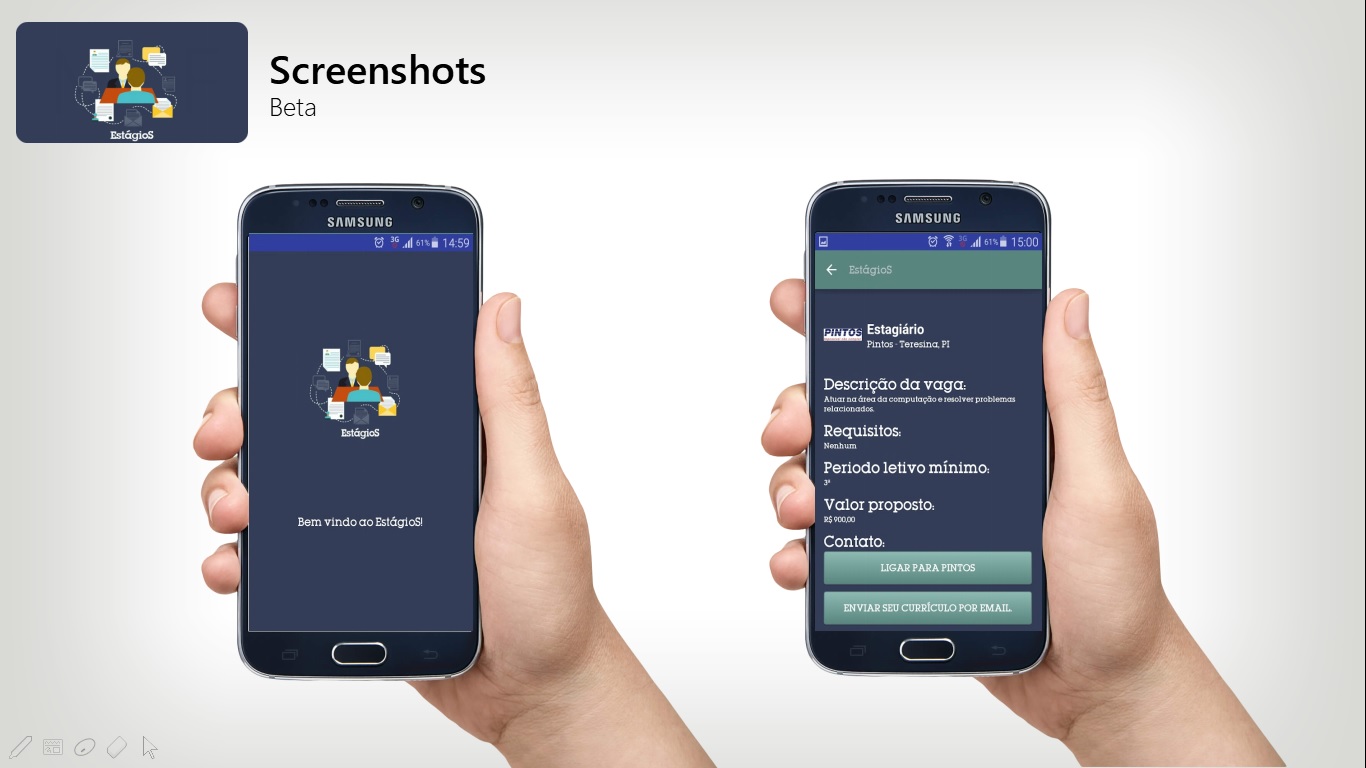 EstágioS
Screenshots
Beta
SAMSUNG
3G 61% 14:59
EstágioS
Bem vindo ao EstágioS!
SAMSUNG
3G 61% 15:00
EstágioS
PINTOS
Estagiário
Pintos - Teresina, PI
Descrição da vaga:
Atuar na área da computação e resolver problemas
relacionados.
Requisitos:
Nenhum
Periodo letivo mínimo:
3º
Valor proposto:
R$ 900,00
Contato:
LIGAR PARA PINTOS
ENVIAR SEU CURRÍCULO POR EMAIL